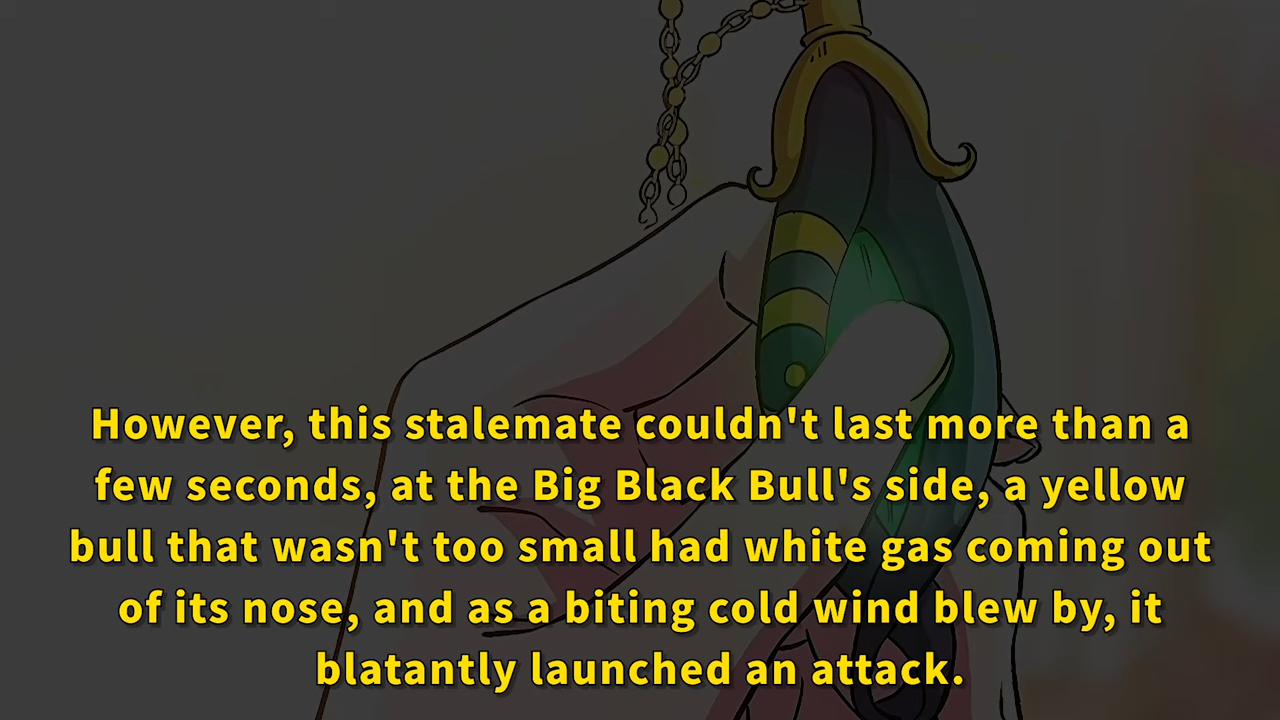 However, this stalemate couldn't last more than a
few seconds, at the Big Black Bull's side, a yellow
bull that wasn't too small had white gas coming out
of its nose, and as a biting cold wind blew by, it
blatantly launched an attack.